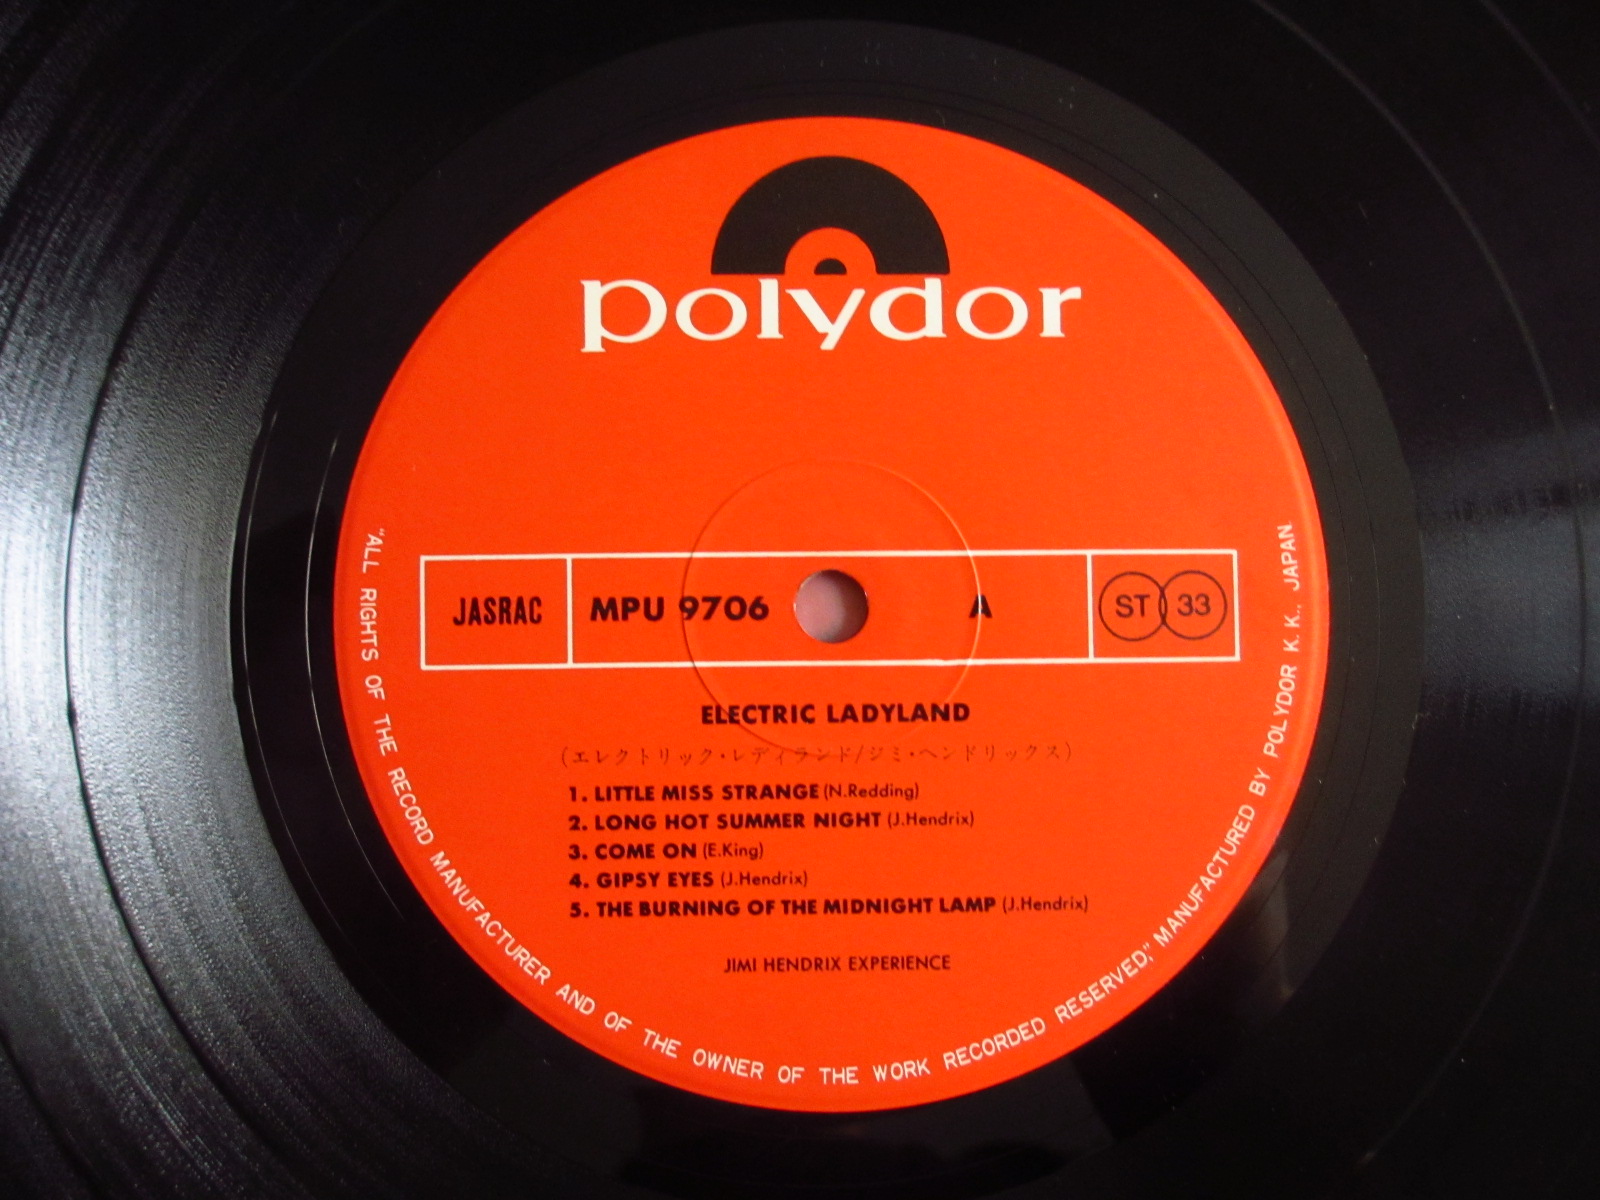 polydor
JASRAC MPU 9706 A ST 33
ELECTRIC LADYLAND
(エレクトリック・レディランド/ジミ・ヘンドリックス)
1. LITTLE MISS STRANGE (N.Redding)
2. LONG HOT SUMMER NIGHT (J.Hendrix)
3. COME ON (E.King)
4. GIPSY EYES (J.Hendrix)
5. THE BURNING OF THE MIDNIGHT LAMP (J.Hendrix)
JIMI HENDRIX EXPERIENCE
"ALL RIGHTS OF THE RECORD MANUFACTURER AND OF THE OWNER OF THE WORK RECORDED RESERVED," MANUFACTURED BY POLYDOR K.K., JAPAN